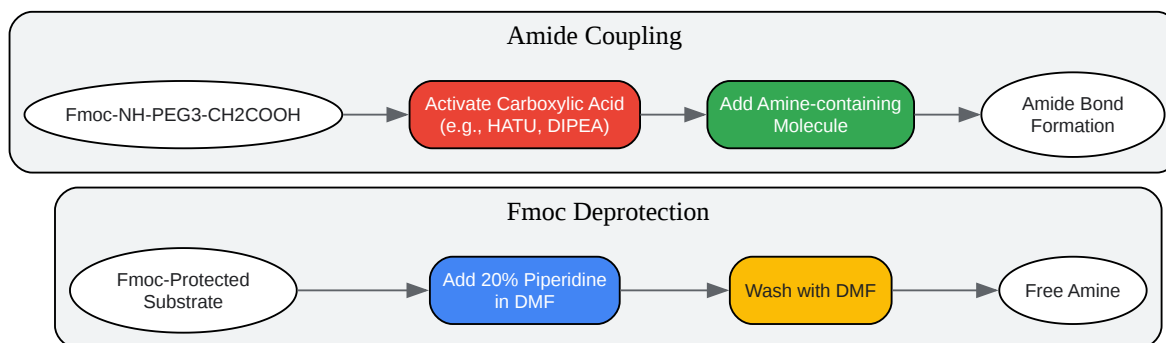 Amide Coupling
Fmoc-NH-PEG3-CH2COOH
Activate Carboxylic Acid
(e.g., HATU, DIPEA)
Add Amine-containing
Molecule
Amide Bond
Formation
Fmoc Deprotection
Fmoc-Protected
Substrate
Add 20% Piperidine
in DMF
Wash with DMF
Free Amine